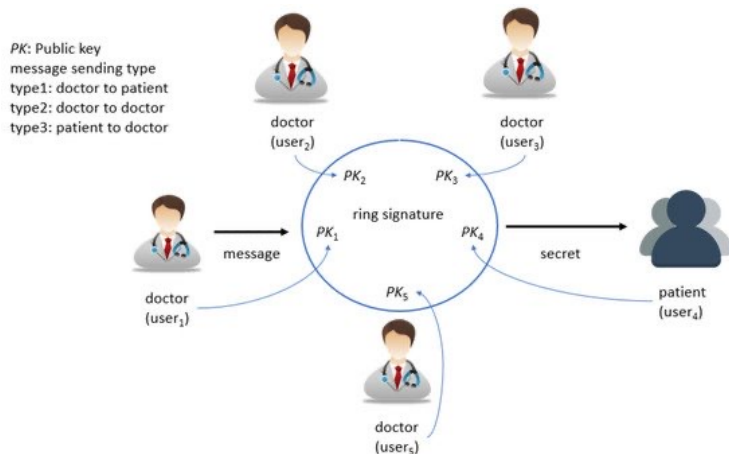 PK: Public key
message sending type
type1: doctor to patient
type2: doctor to doctor
type3: patient to doctor
doctor
(user₂)
doctor
(user₃)
PK₂
PK₃
ring signature
PK₁
PK₄
message
secret
doctor
(user₁)
PK₅
patient
(user₄)
doctor
(user₅)